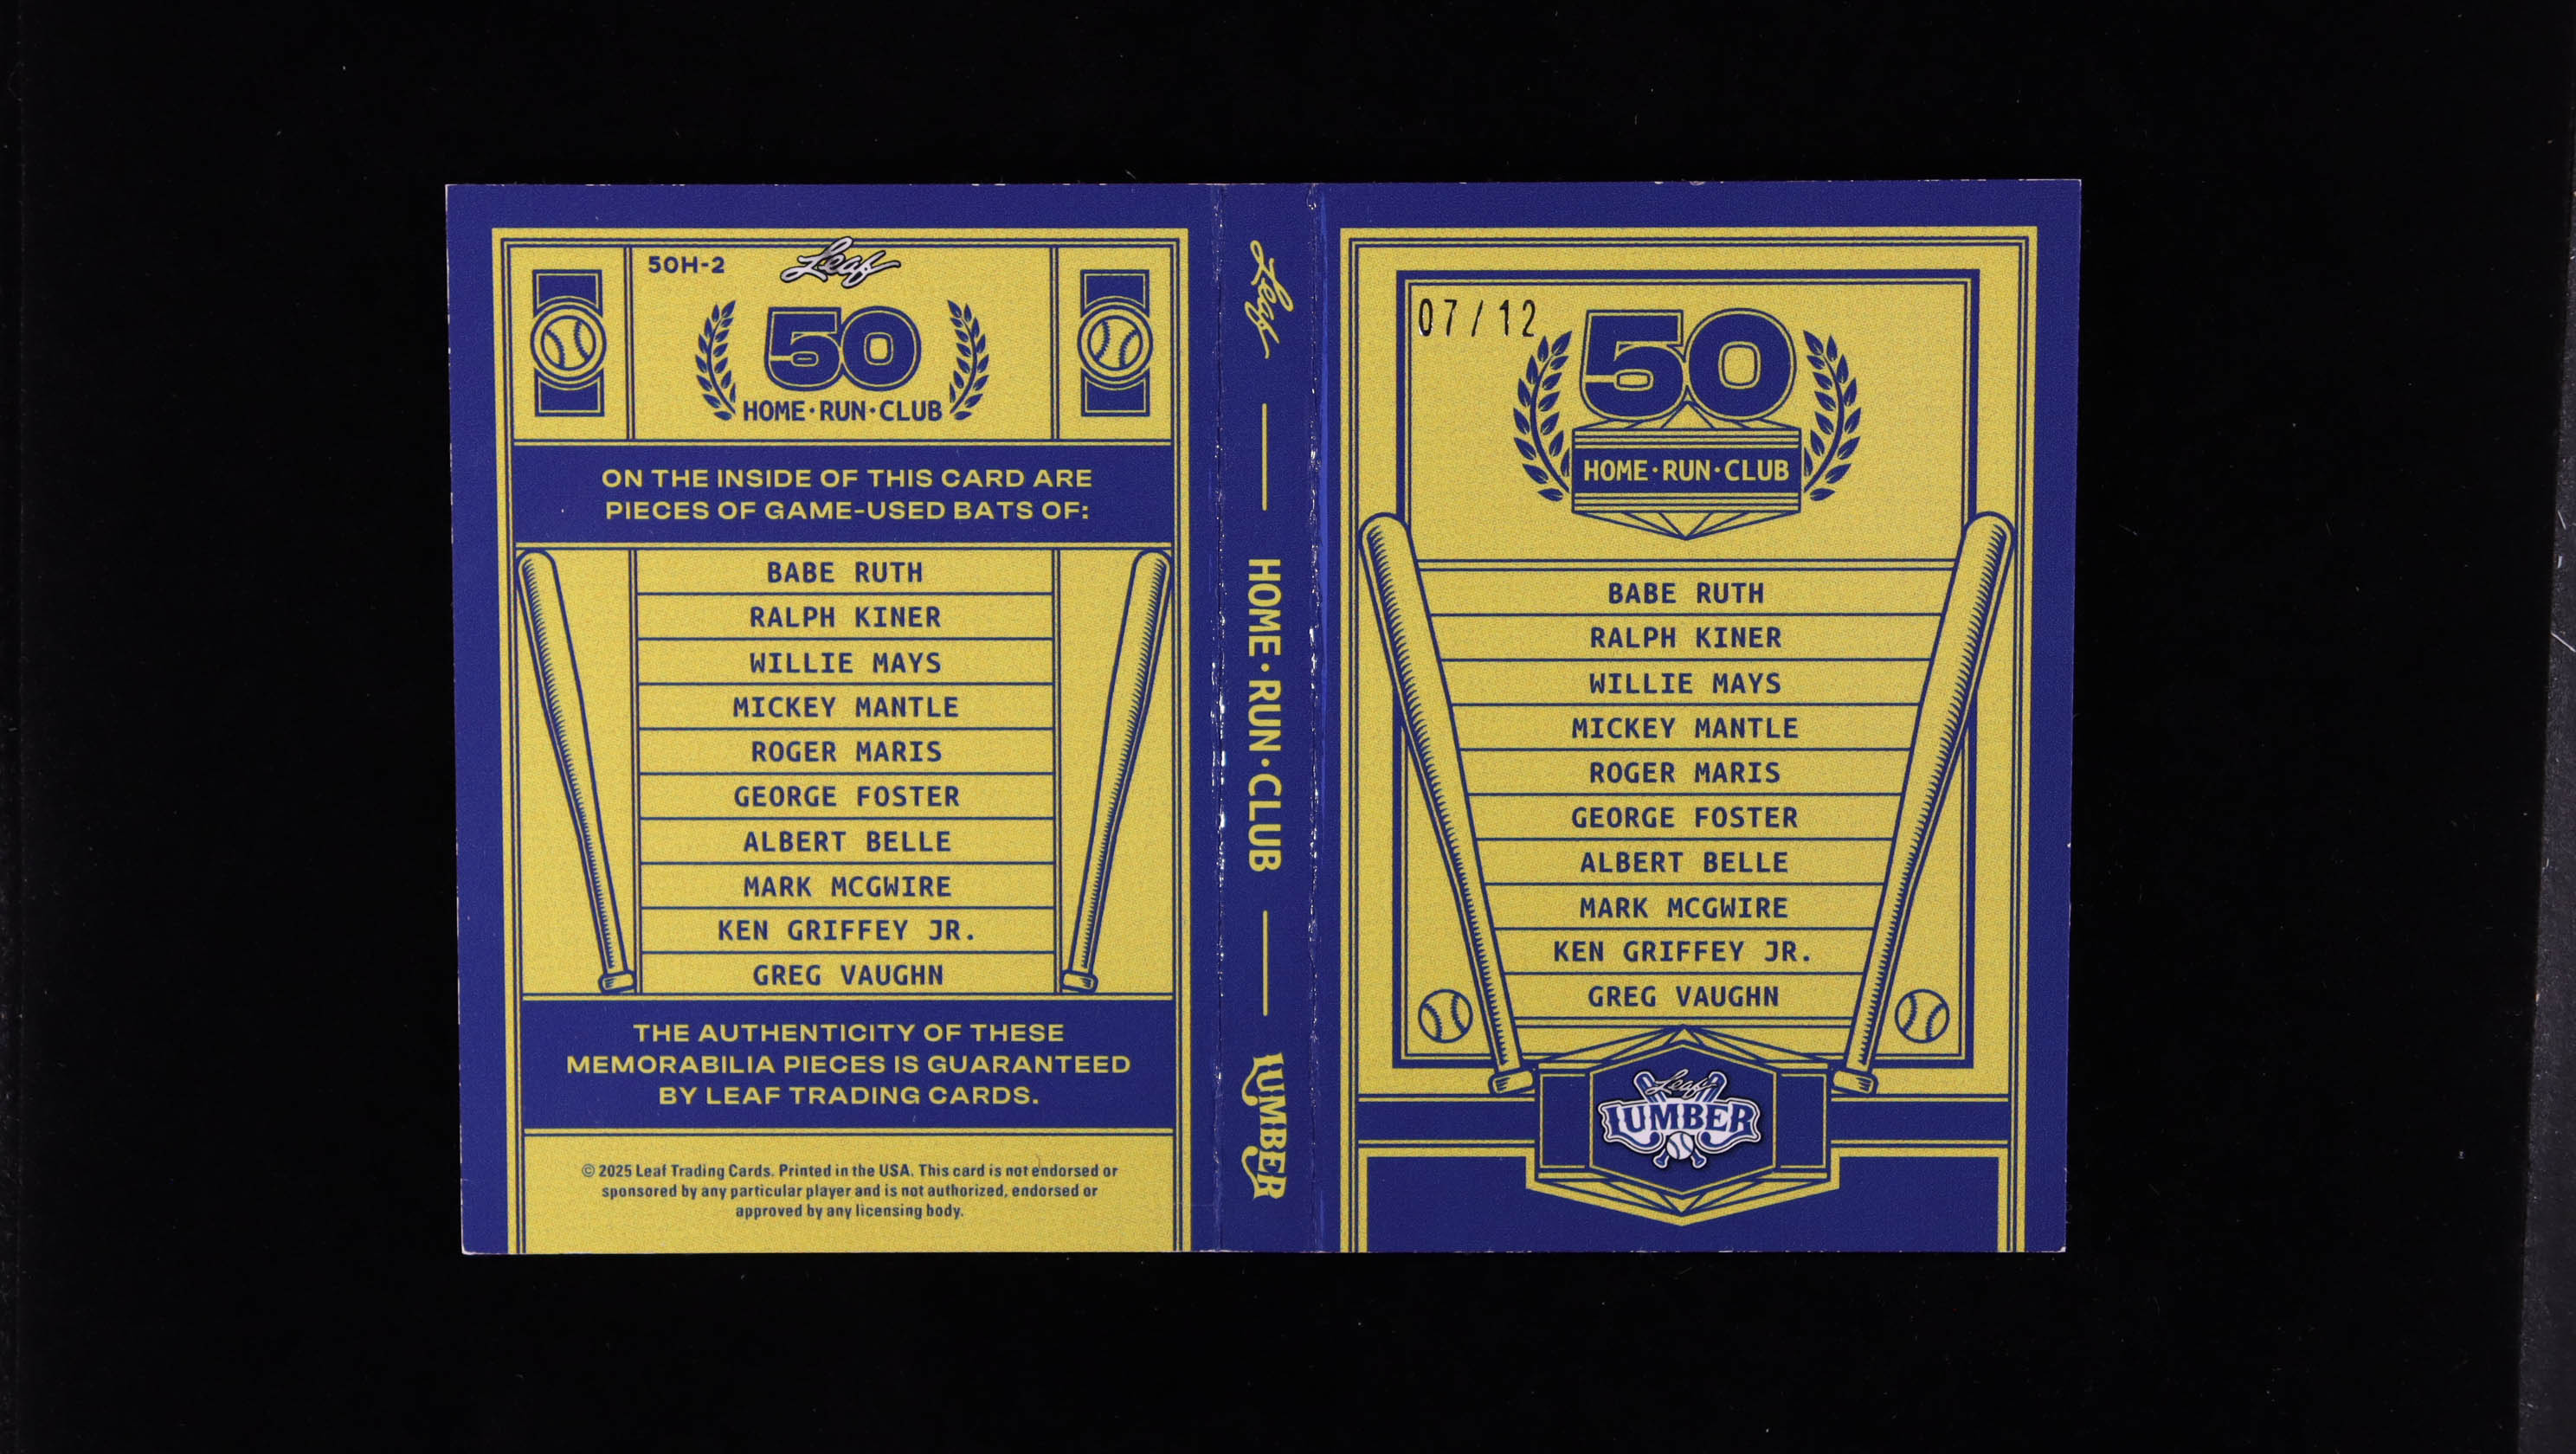 50H-2
Leaf
50
HOME·RUN·CLUB
ON THE INSIDE OF THIS CARD ARE
PIECES OF GAME-USED BATS OF:
BABE RUTH
RALPH KINER
WILLIE MAYS
MICKEY MANTLE
ROGER MARIS
GEORGE FOSTER
ALBERT BELLE
MARK MCGWIRE
KEN GRIFFEY JR.
GREG VAUGHN
THE AUTHENTICITY OF THESE
MEMORABILIA PIECES IS GUARANTEED
BY LEAF TRADING CARDS.
© 2025 Leaf Trading Cards. Printed in the USA. This card is not endorsed or
sponsored by any particular player and is not authorized, endorsed or
approved by any licensing body.
Leaf
HOME·RUN·CLUB
LUMBER
07/12
50
HOME·RUN·CLUB
BABE RUTH
RALPH KINER
WILLIE MAYS
MICKEY MANTLE
ROGER MARIS
GEORGE FOSTER
ALBERT BELLE
MARK MCGWIRE
KEN GRIFFEY JR.
GREG VAUGHN
Leaf
LUMBER